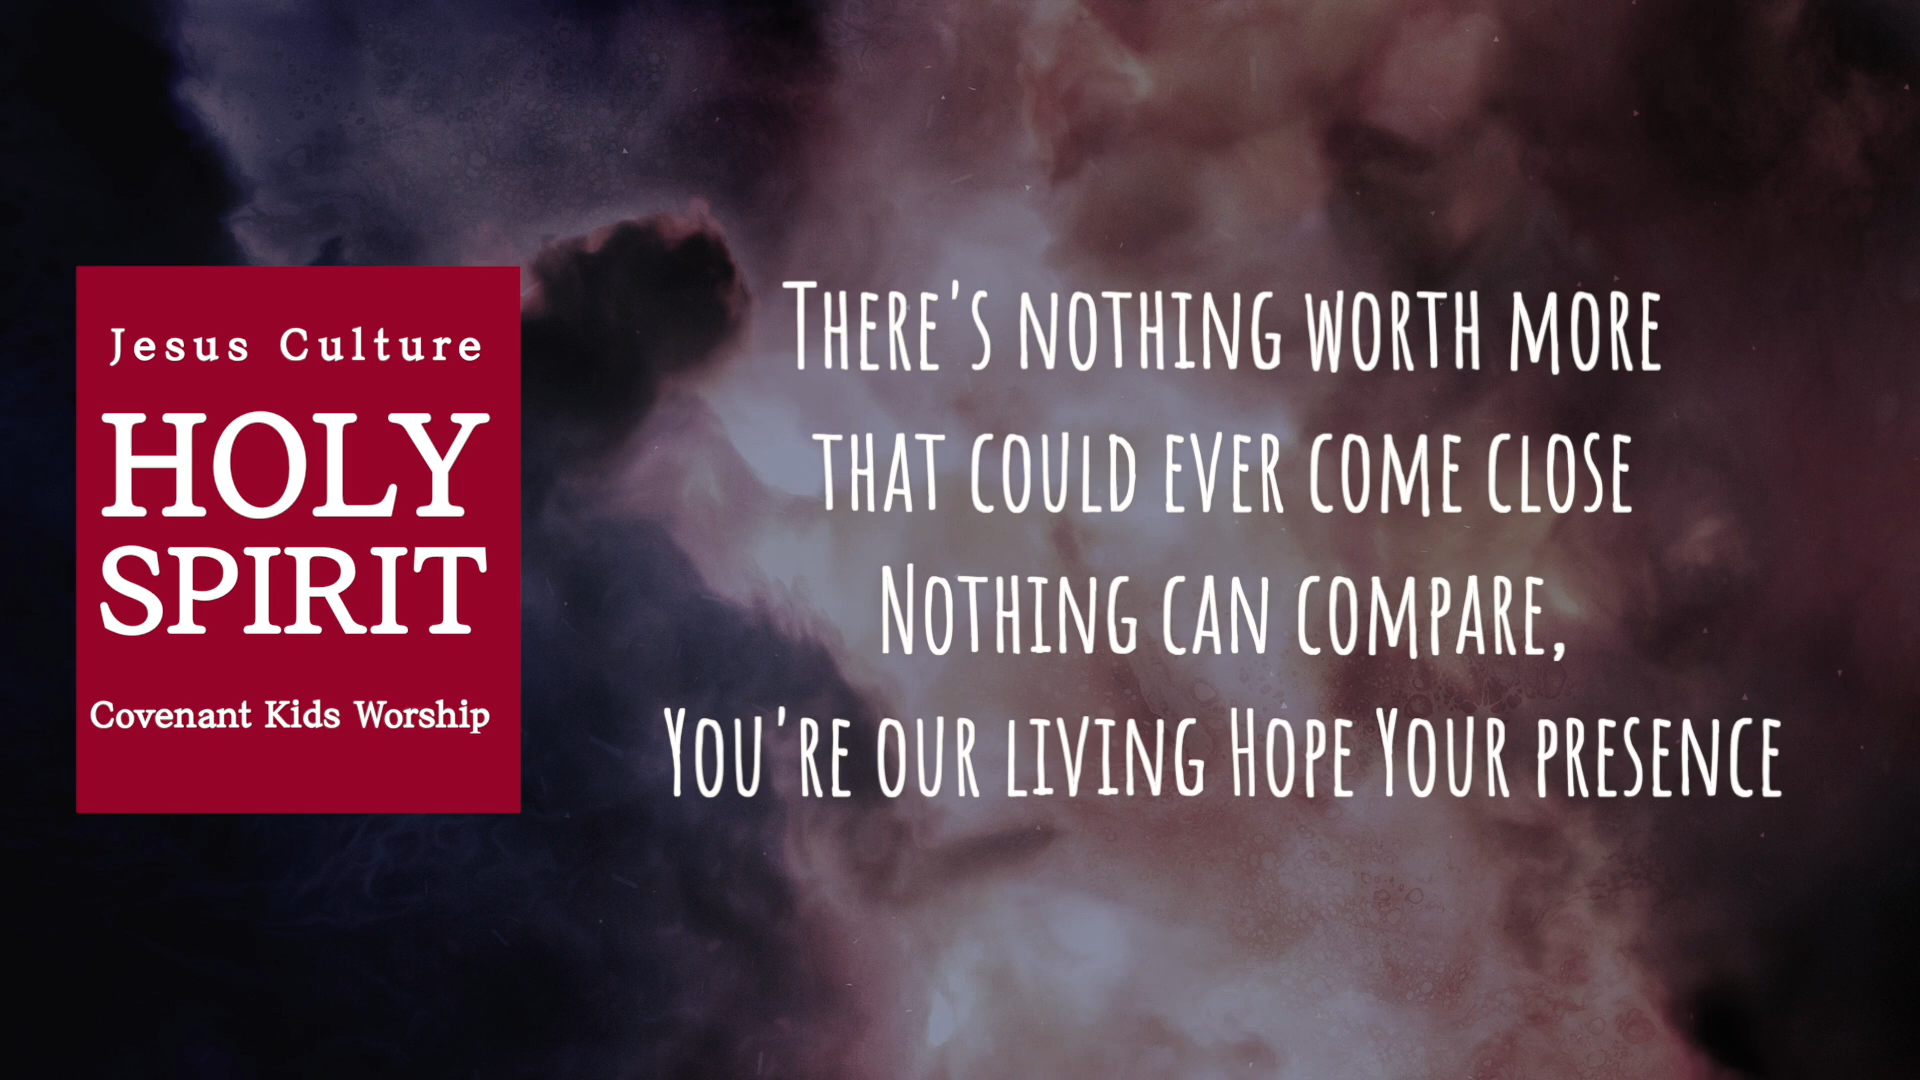 Jesus Culture
HOLY
SPIRIT
Covenant Kids Worship
THERE'S NOTHING WORTH MORE
THAT COULD EVER COME CLOSE
NOTHING CAN COMPARE,
YOU'RE OUR LIVING HOPE YOUR PRESENCE